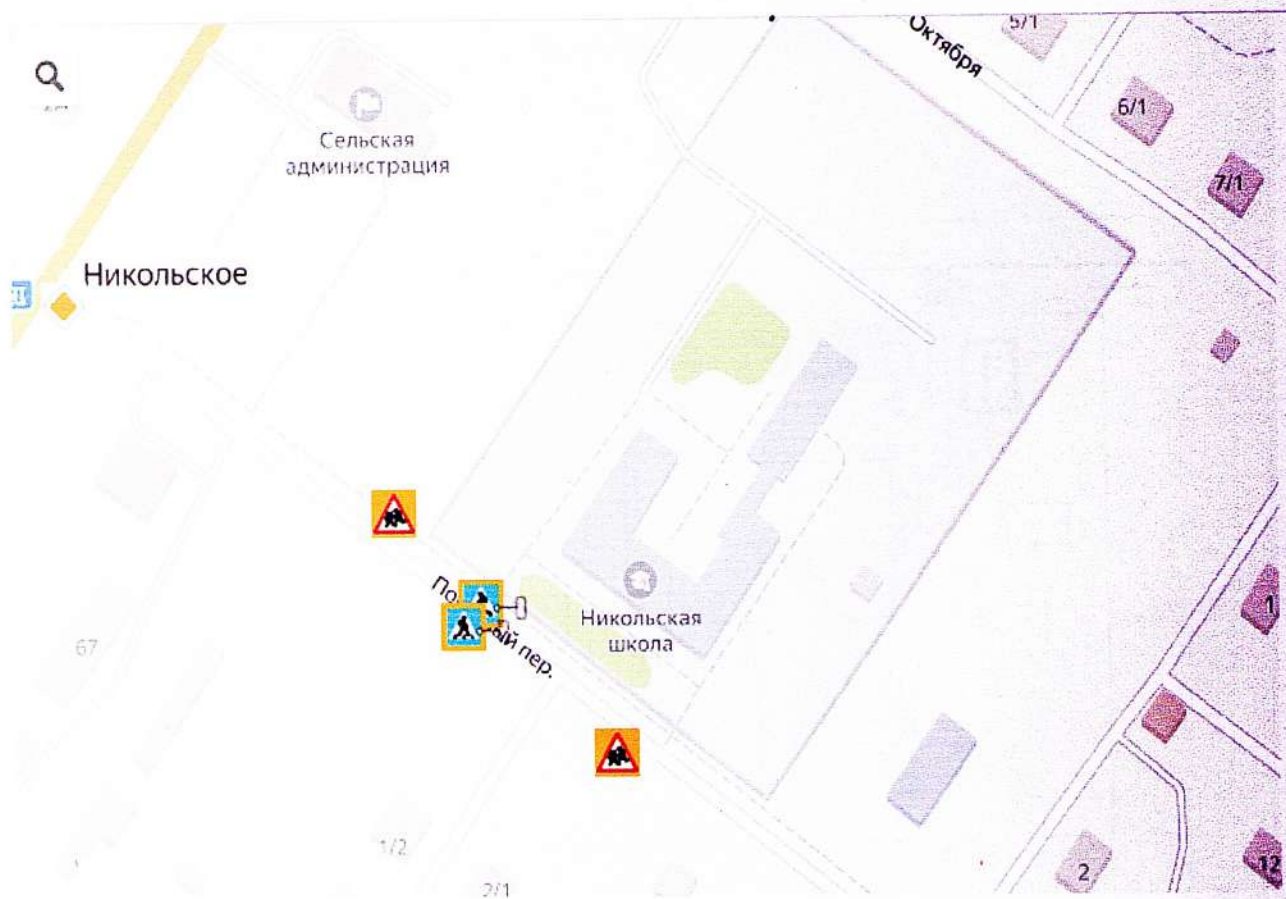 Октября
5/1
6/1
7/1
Сельская
администрация
Никольское
Никольская
школа
ый пер.
67
1/2
2/1
1
2
12